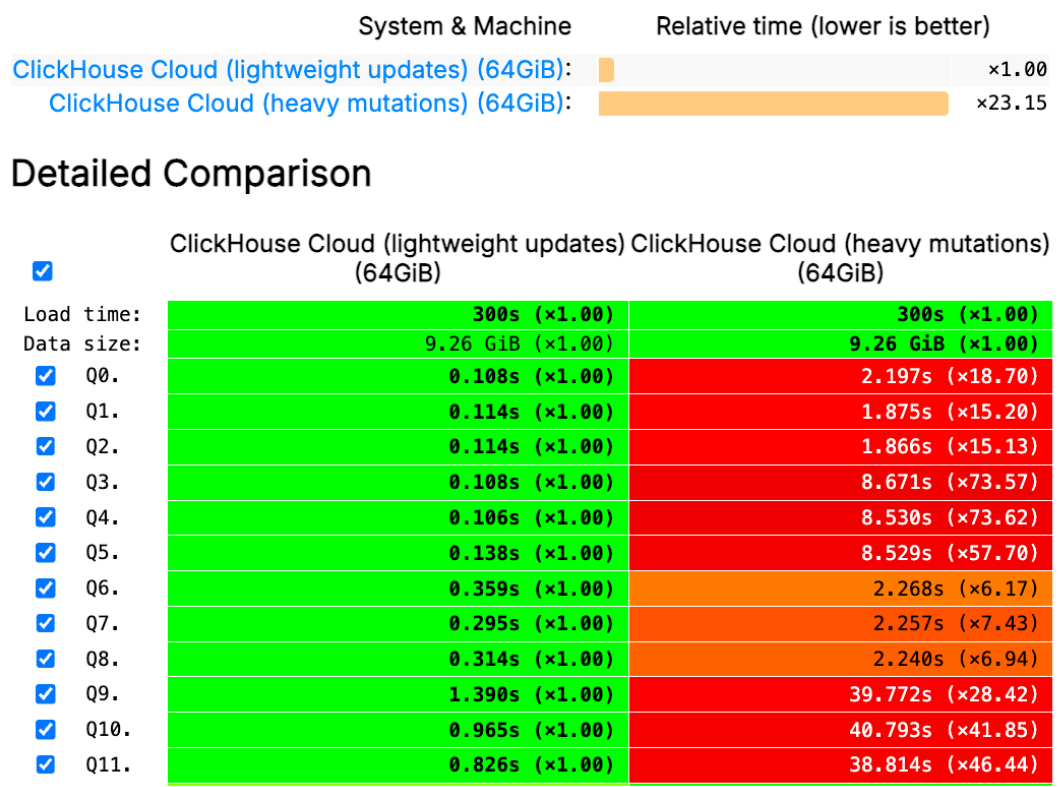 System & Machine Relative time (lower is better)
ClickHouse Cloud (lightweight updates) (64GiB): ×1.00
ClickHouse Cloud (heavy mutations) (64GiB): ×23.15
Detailed Comparison
ClickHouse Cloud (lightweight updates) (64GiB) ClickHouse Cloud (heavy mutations) (64GiB)
Load time: 300s (×1.00) 300s (×1.00)
Data size: 9.26 GiB (×1.00) 9.26 GiB (×1.00)
Q0. 0.108s (×1.00) 2.197s (×18.70)
Q1. 0.114s (×1.00) 1.875s (×15.20)
Q2. 0.114s (×1.00) 1.866s (×15.13)
Q3. 0.108s (×1.00) 8.671s (×73.57)
Q4. 0.106s (×1.00) 8.530s (×73.62)
Q5. 0.138s (×1.00) 8.529s (×57.70)
Q6. 0.359s (×1.00) 2.268s (×6.17)
Q7. 0.295s (×1.00) 2.257s (×7.43)
Q8. 0.314s (×1.00) 2.240s (×6.94)
Q9. 1.390s (×1.00) 39.772s (×28.42)
Q10. 0.965s (×1.00) 40.793s (×41.85)
Q11. 0.826s (×1.00) 38.814s (×46.44)